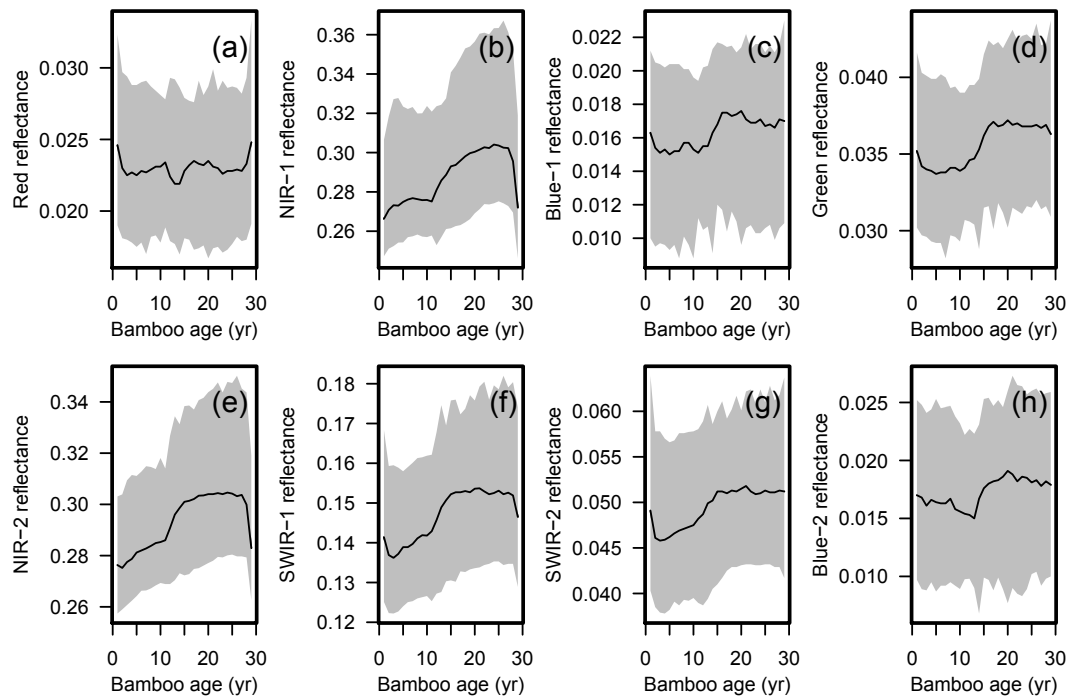 (a)
Red reflectance
0.030
0.025
0.020
0 10 20 30
Bamboo age (yr)
(b)
NIR−1 reflectance
0.36
0.34
0.32
0.30
0.28
0.26
0 10 20 30
Bamboo age (yr)
(c)
Blue−1 reflectance
0.022
0.020
0.018
0.016
0.014
0.012
0.010
0 10 20 30
Bamboo age (yr)
(d)
Green reflectance
0.040
0.035
0.030
0 10 20 30
Bamboo age (yr)
(e)
NIR−2 reflectance
0.34
0.32
0.30
0.28
0.26
0 10 20 30
Bamboo age (yr)
(f)
SWIR−1 reflectance
0.18
0.17
0.16
0.15
0.14
0.13
0.12
0 10 20 30
Bamboo age (yr)
(g)
SWIR−2 reflectance
0.060
0.055
0.050
0.045
0.040
0 10 20 30
Bamboo age (yr)
(h)
Blue−2 reflectance
0.025
0.020
0.015
0.010
0 10 20 30
Bamboo age (yr)